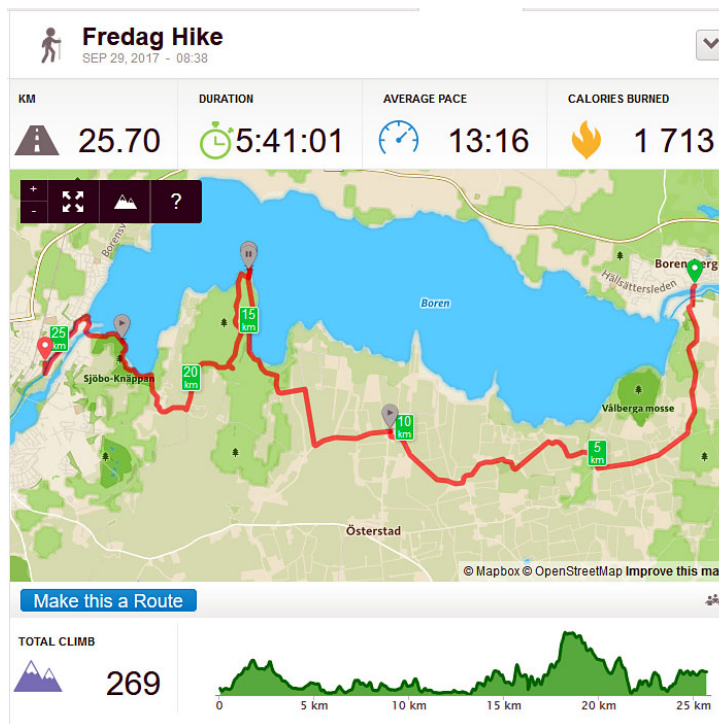 Fredag Hike
SEP 29, 2017 - 08:38
KM
DURATION
AVERAGE PACE
CALORIES BURNED
25.70
5:41:01
13:16
1 713
+
-
?
Borensv
Borensberg
Hällsättersleden
Boren
15
km
25
km
20
km
Sjöbo-Knäppan
10
km
Vålberga mosse
5
km
Österstad
© Mapbox © OpenStreetMap Improve this ma
Make this a Route
TOTAL CLIMB
269
0
5 km
10 km
15 km
20 km
25 km